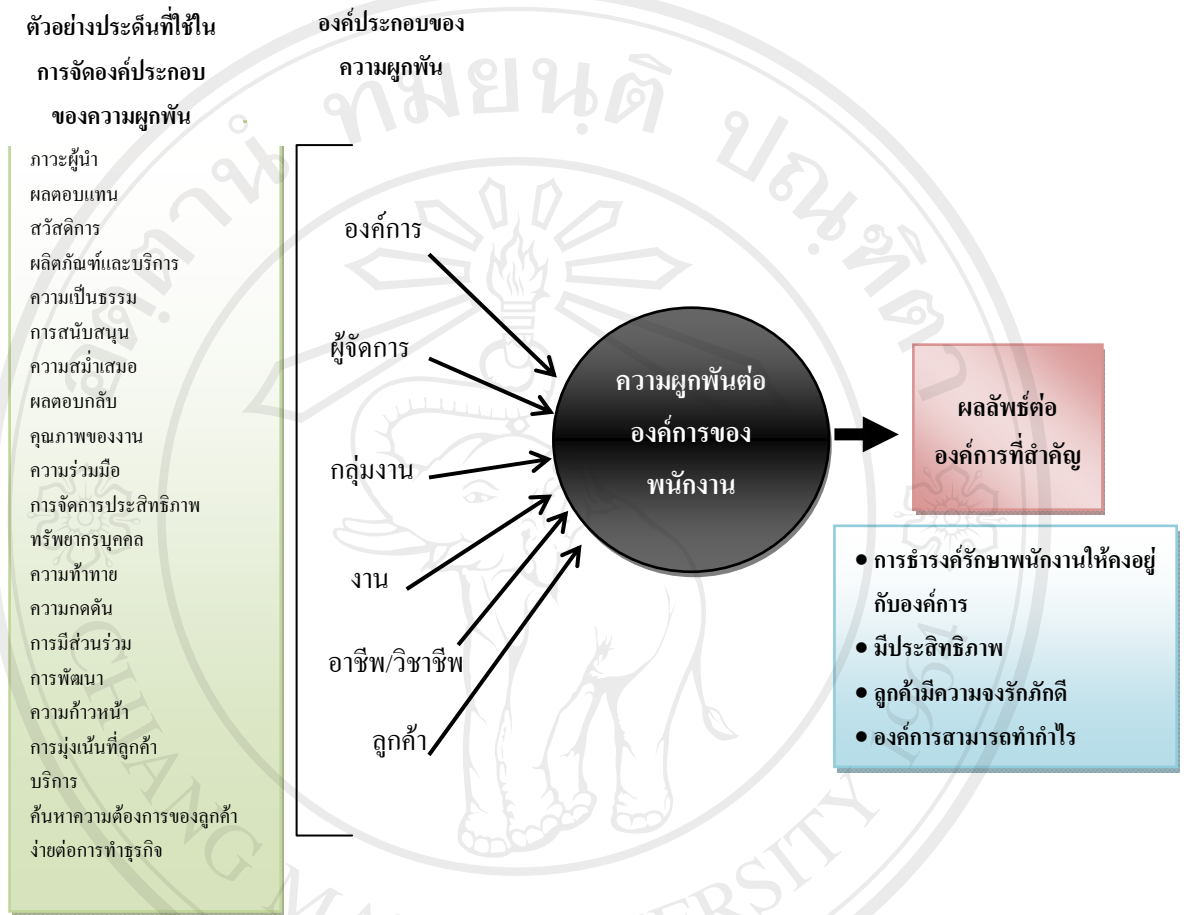 ตัวอย่างประเด็นที่ใช้ใน
การจัดองค์ประกอบ
ของความผูกพัน
องค์ประกอบของ
ความผูกพัน
ภาวะผู้นำ
ผลตอบแทน
สวัสดิการ
ผลิตภัณฑ์และบริการ
ความเป็นธรรม
การสนับสนุน
ความสม่ำเสมอ
ผลตอบกลับ
คุณภาพของงาน
ความร่วมมือ
การจัดการประสิทธิภาพ
ทรัพยากรบุคคล
ความท้าทาย
ความกดดัน
การมีส่วนร่วม
การพัฒนา
ความก้าวหน้า
การมุ่งเน้นที่ลูกค้า
บริการ
ค้นหาความต้องการของลูกค้า
ง่ายต่อการทำธุรกิจ
องค์การ
ผู้จัดการ
กลุ่มงาน
งาน
อาชีพ/วิชาชีพ
ลูกค้า
ความผูกพันต่อ
องค์การของ
พนักงาน
ผลลัพธ์ต่อ
องค์การที่สำคัญ
• การธำรงค์รักษาพนักงานให้คงอยู่
กับองค์การ
• มีประสิทธิภาพ
• ลูกค้ามีความจงรักภักดี
• องค์การสามารถทำกำไร
อตฺตานํ ทมยนฺติ ปณฺฑิตา
CHIANG MAI UNIVERSITY 1964